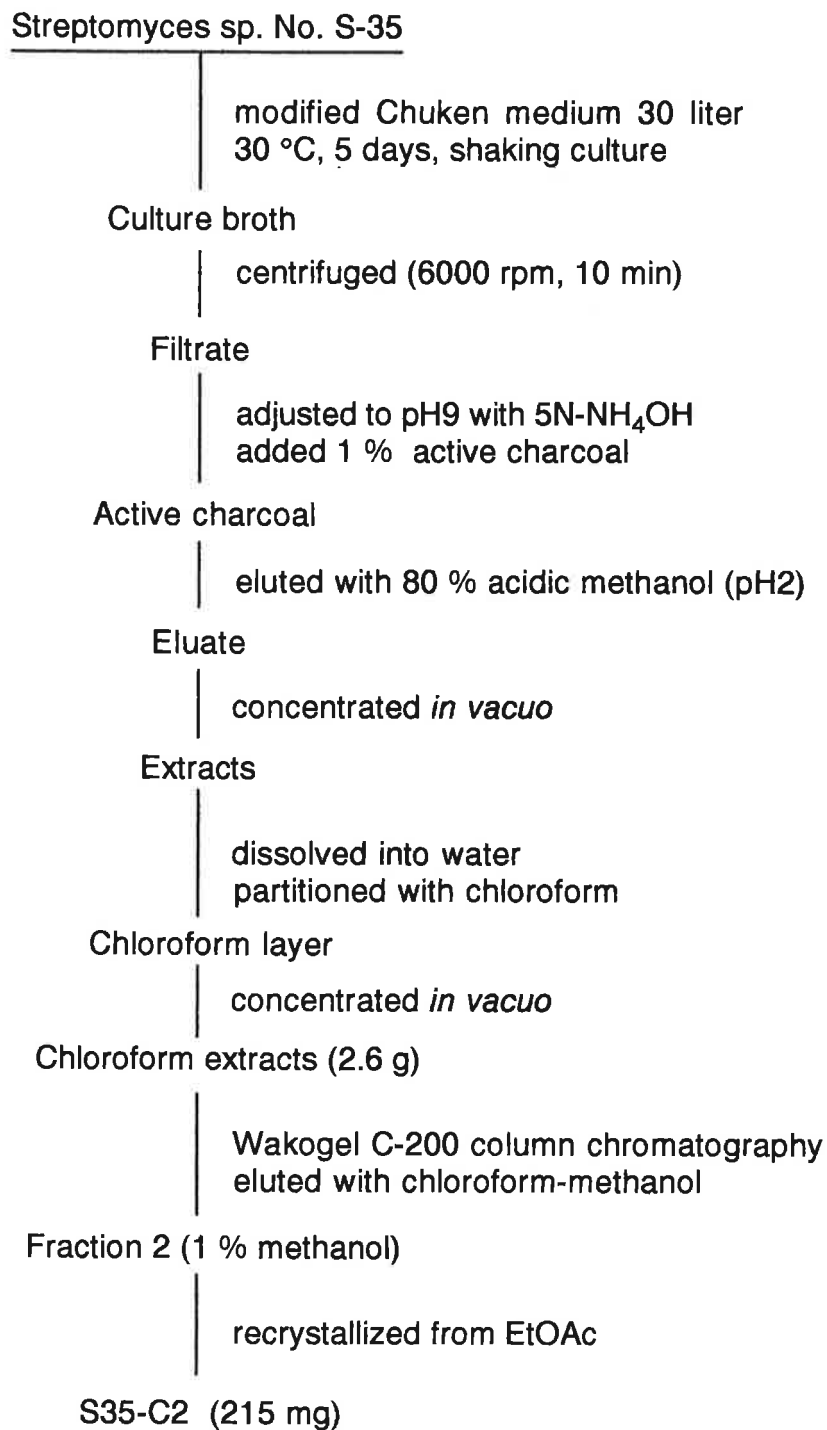 Streptomyces sp. No. S-35
modified Chuken medium 30 liter
30 °C, 5 days, shaking culture
Culture broth
centrifuged (6000 rpm, 10 min)
Filtrate
adjusted to pH9 with 5N-NH₄OH
added 1 % active charcoal
Active charcoal
eluted with 80 % acidic methanol (pH2)
Eluate
concentrated in vacuo
Extracts
dissolved into water
partitioned with chloroform
Chloroform layer
concentrated in vacuo
Chloroform extracts (2.6 g)
Wakogel C-200 column chromatography
eluted with chloroform-methanol
Fraction 2 (1 % methanol)
recrystallized from EtOAc
S35-C2 (215 mg)